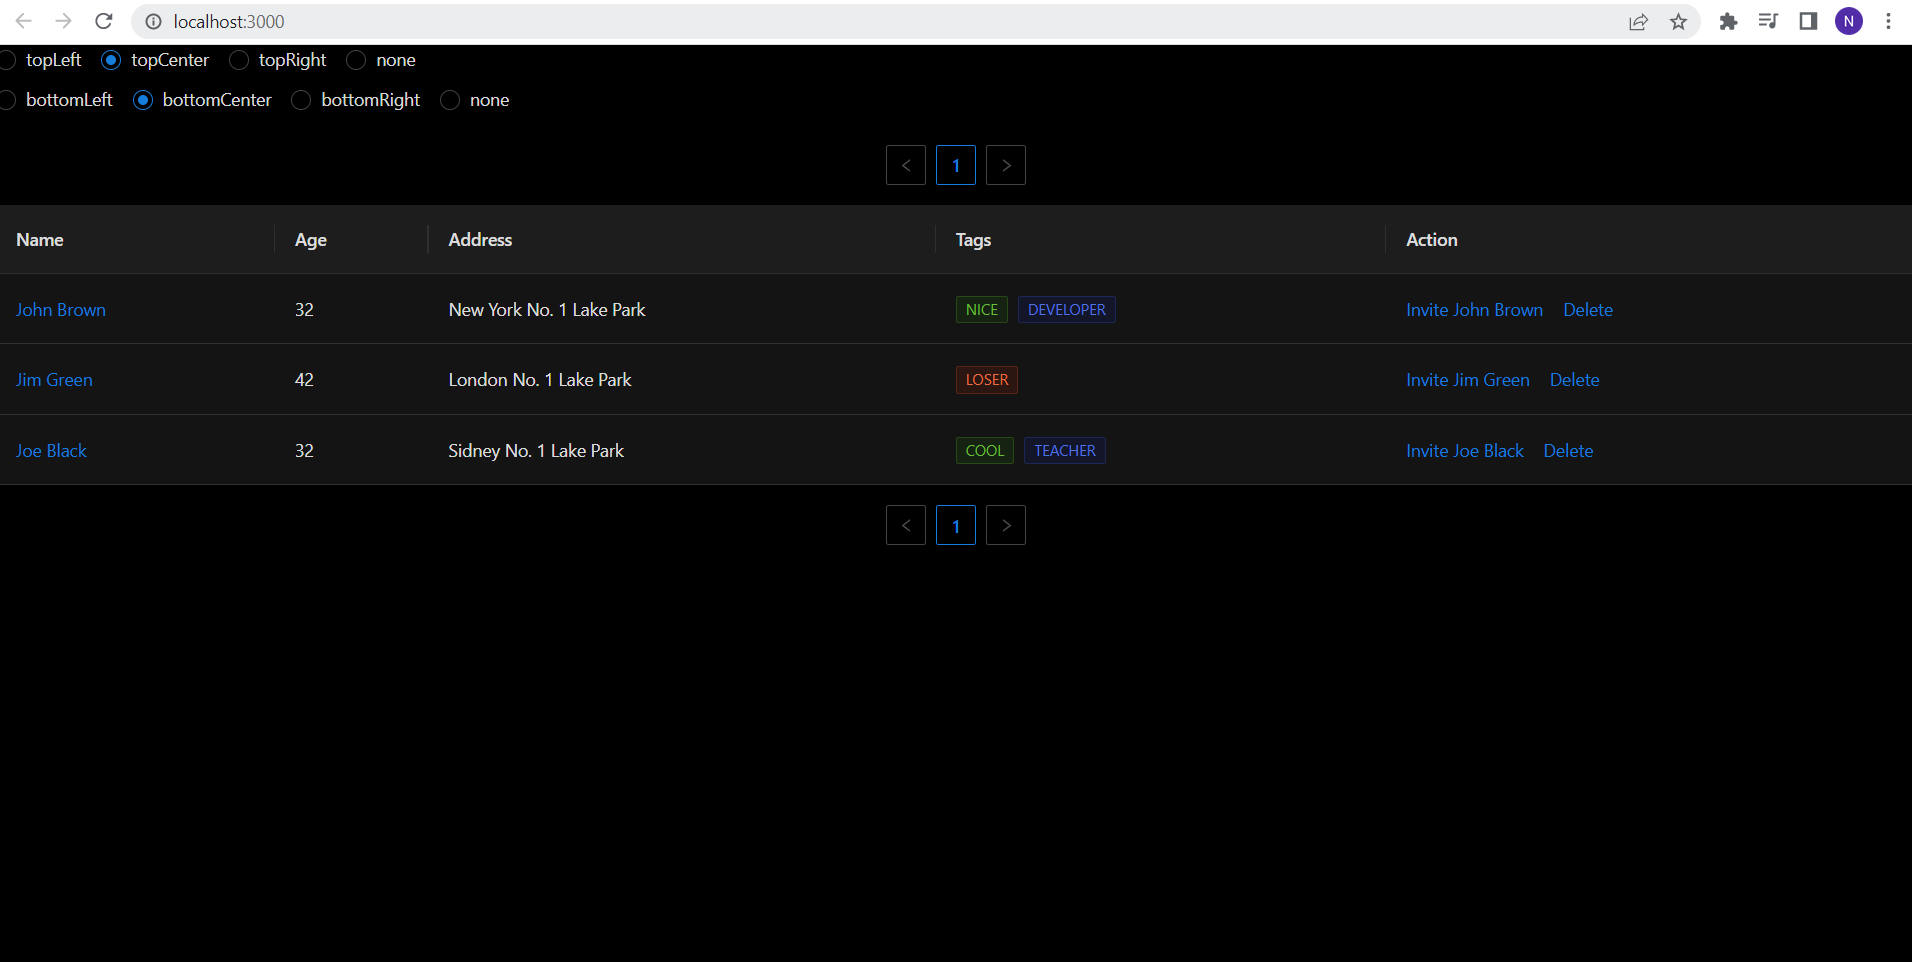 localhost:3000 N
topLeft topCenter topRight none
bottomLeft bottomCenter bottomRight none
< 1 >
Name Age Address Tags Action
John Brown 32 New York No. 1 Lake Park NICE DEVELOPER Invite John Brown Delete
Jim Green 42 London No. 1 Lake Park LOSER Invite Jim Green Delete
Joe Black 32 Sidney No. 1 Lake Park COOL TEACHER Invite Joe Black Delete
< 1 >